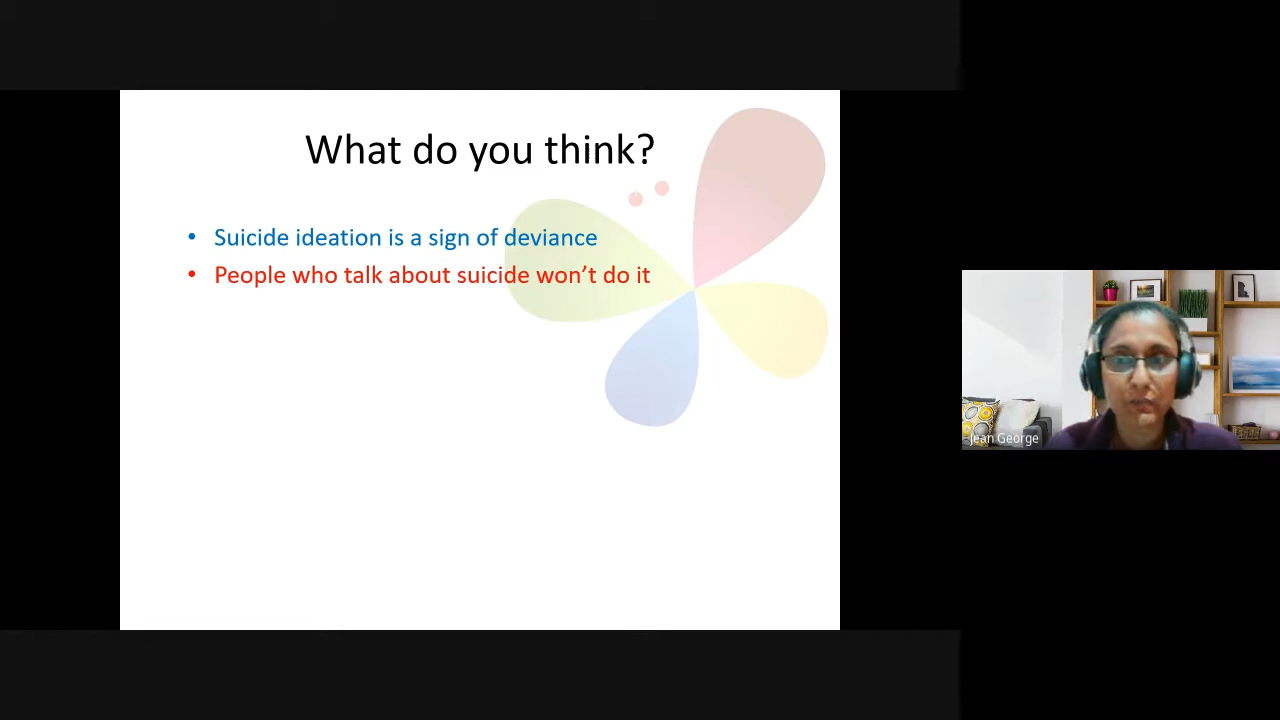 What do you think?
• Suicide ideation is a sign of deviance
• People who talk about suicide won't do it
Jean George